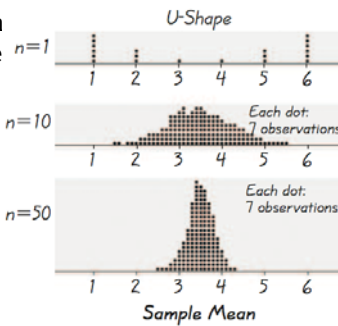 U-Shape
n=1
1 2 3 4 5 6
n=10
Each dot:
7 observations
1 2 3 4 5 6
n=50
Each dot:
7 observations
1 2 3 4 5 6
Sample Mean